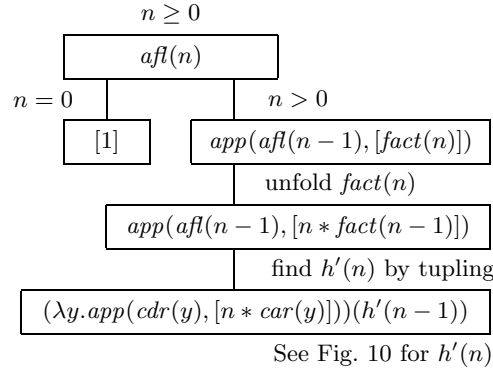 n ≥ 0
afl(n)
n = 0
n > 0
[1]
app(afl(n − 1), [fact(n)])
unfold fact(n)
app(afl(n − 1), [n ∗ fact(n − 1)])
find h′(n) by tupling
(λy.app(cdr(y), [n ∗ car(y)]))(h′(n − 1))
See Fig. 10 for h′(n)